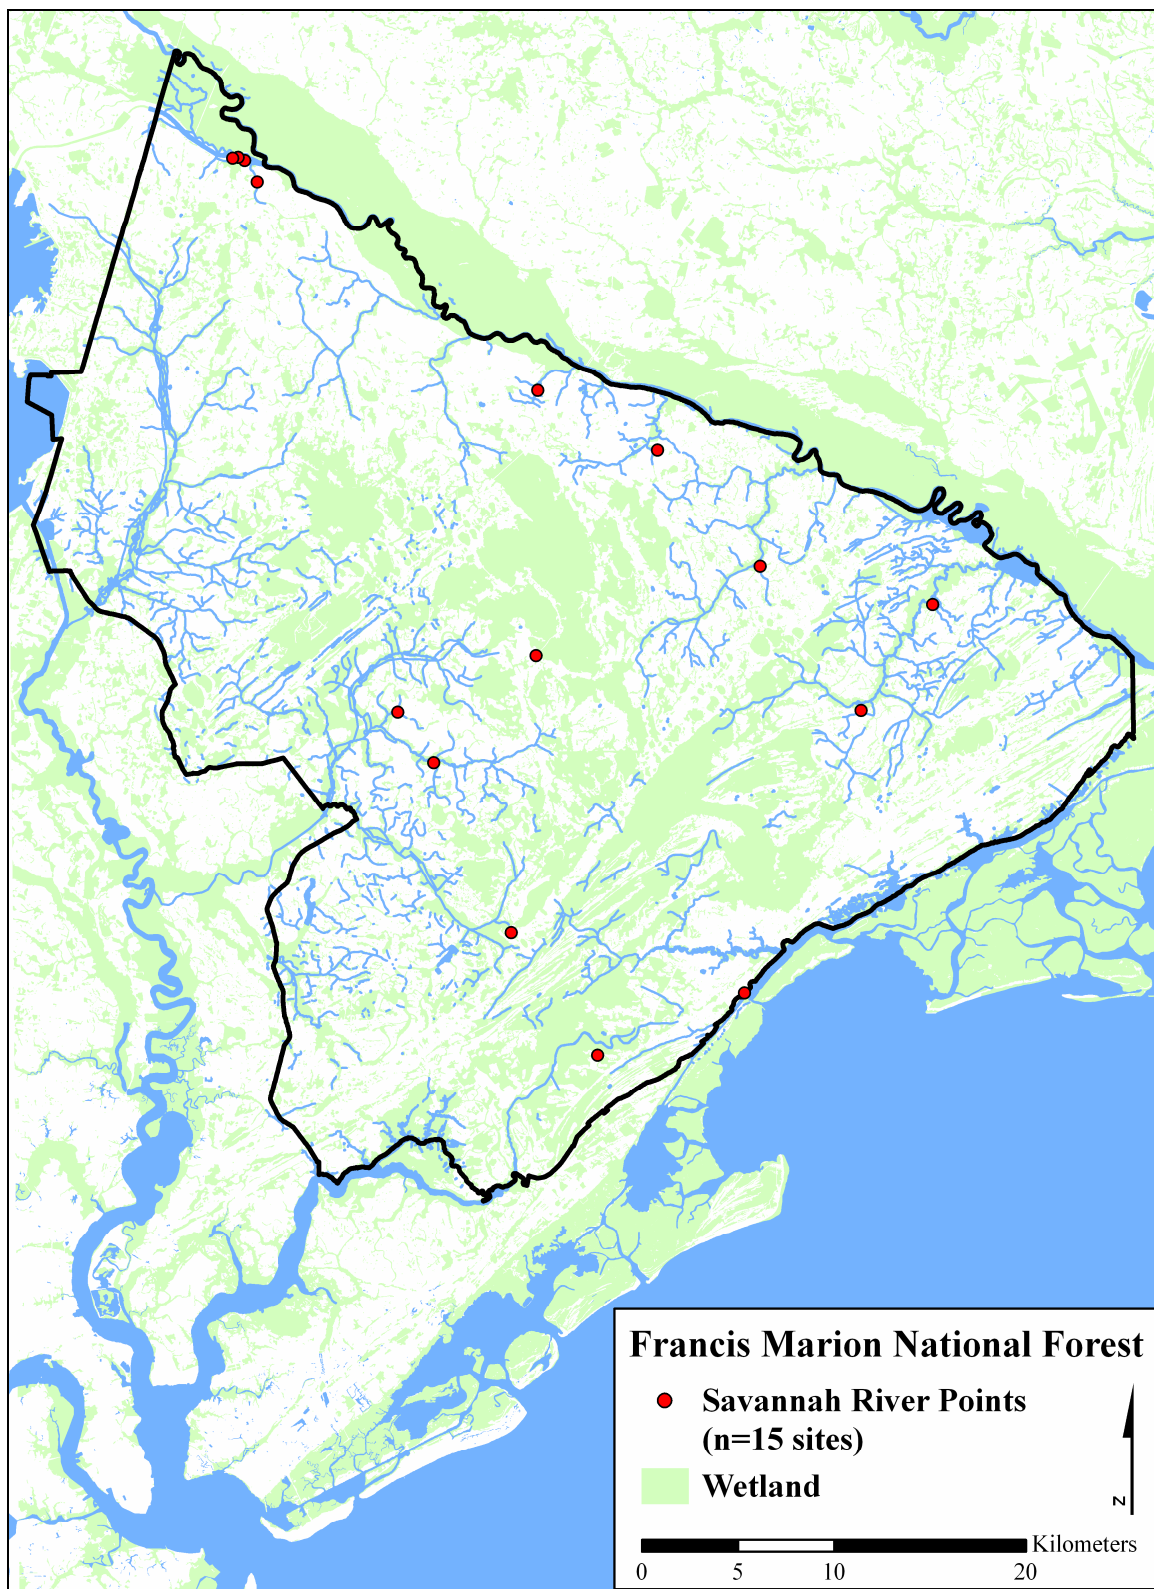 Francis Marion National Forest
Savannah River Points
(n=15 sites)
Wetland
N
Kilometers
0 5 10 20